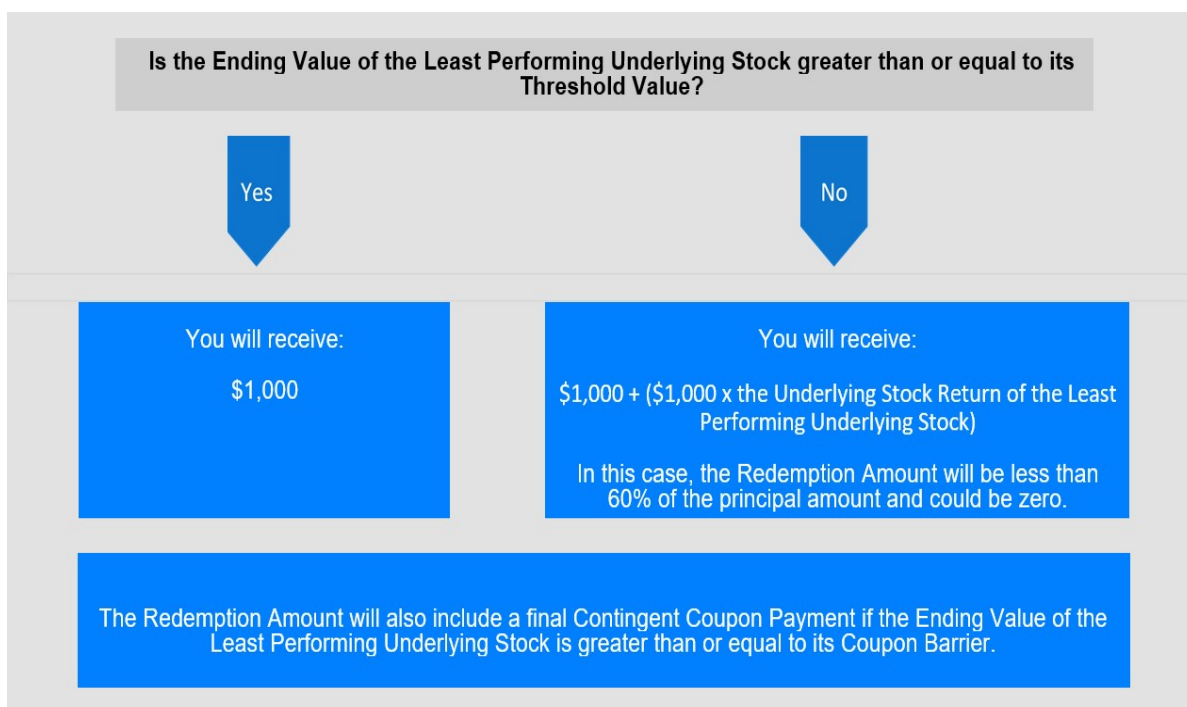 Is the Ending Value of the Least Performing Underlying Stock greater than or equal to its
Threshold Value?
Yes
No
You will receive:
$1,000
You will receive:
$1,000 + ($1,000 x the Underlying Stock Return of the Least
Performing Underlying Stock)
In this case, the Redemption Amount will be less than
60% of the principal amount and could be zero.
The Redemption Amount will also include a final Contingent Coupon Payment if the Ending Value of the
Least Performing Underlying Stock is greater than or equal to its Coupon Barrier.